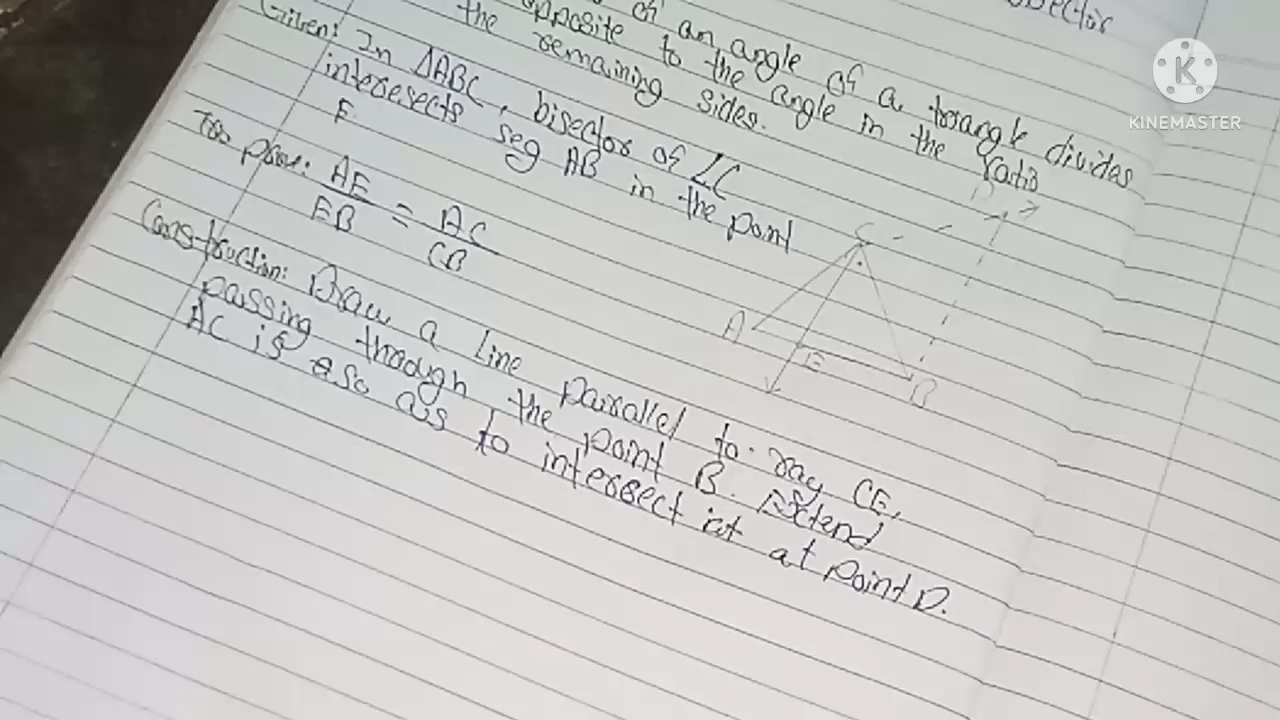 of an angle of a triangle divides
opposite to the angle in the ratio
the remaining sides.
Given: In ΔABC, bisector of ∠C
interesects seg AB in the point
E.
To prove: AE/EB = AC/CB
Construction: Draw a line parallel to ray CE,
passing through the point B. Extend
AC is so as to intersect it at point D.
C
D
A
E
B
K
KINEMASTER